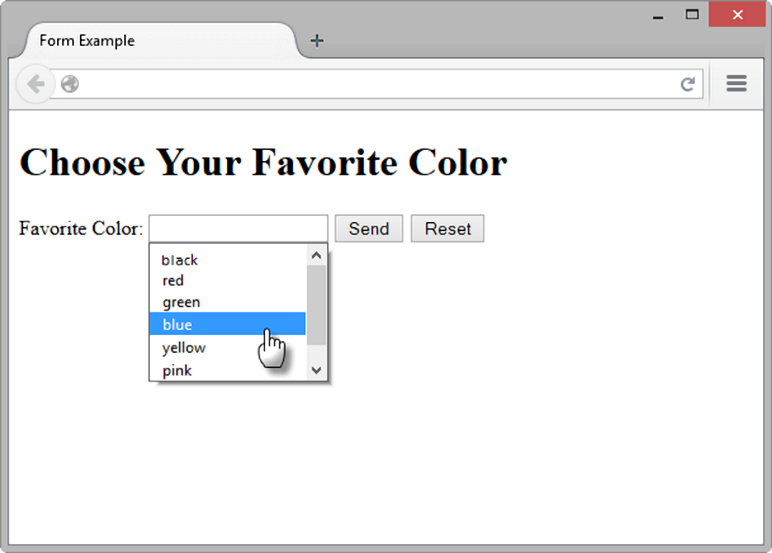 Form Example
Choose Your Favorite Color
Favorite Color: Send Reset
black
red
green
blue
yellow
pink